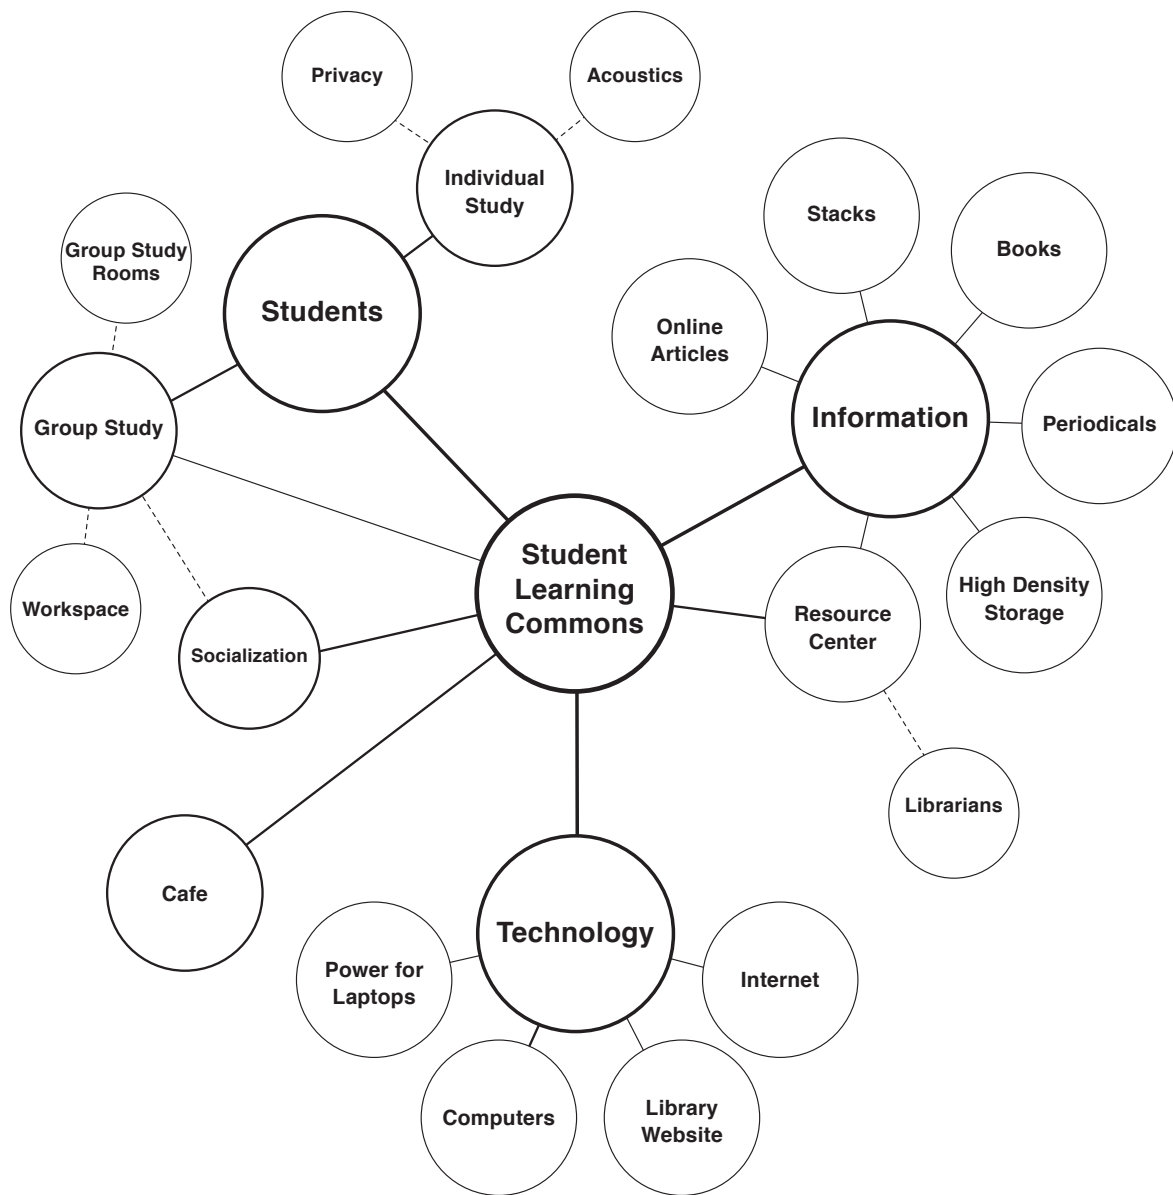 Privacy
Acoustics
Individual
Study
Stacks
Books
Group Study
Rooms
Students
Online
Articles
Information
Periodicals
Group Study
Student
Learning
Commons
High Density
Storage
Resource
Center
Workspace
Socialization
Librarians
Cafe
Technology
Power for
Laptops
Internet
Computers
Library
Website